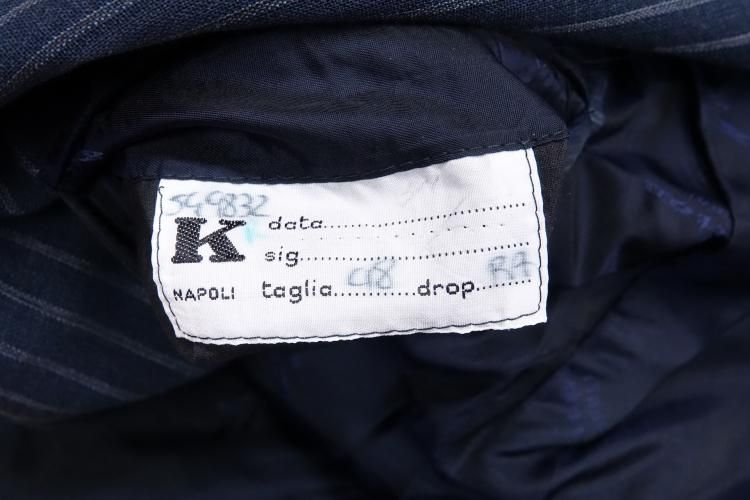 549832
K data..............................
sig..............................
NAPOLI taglia....48....drop....R7